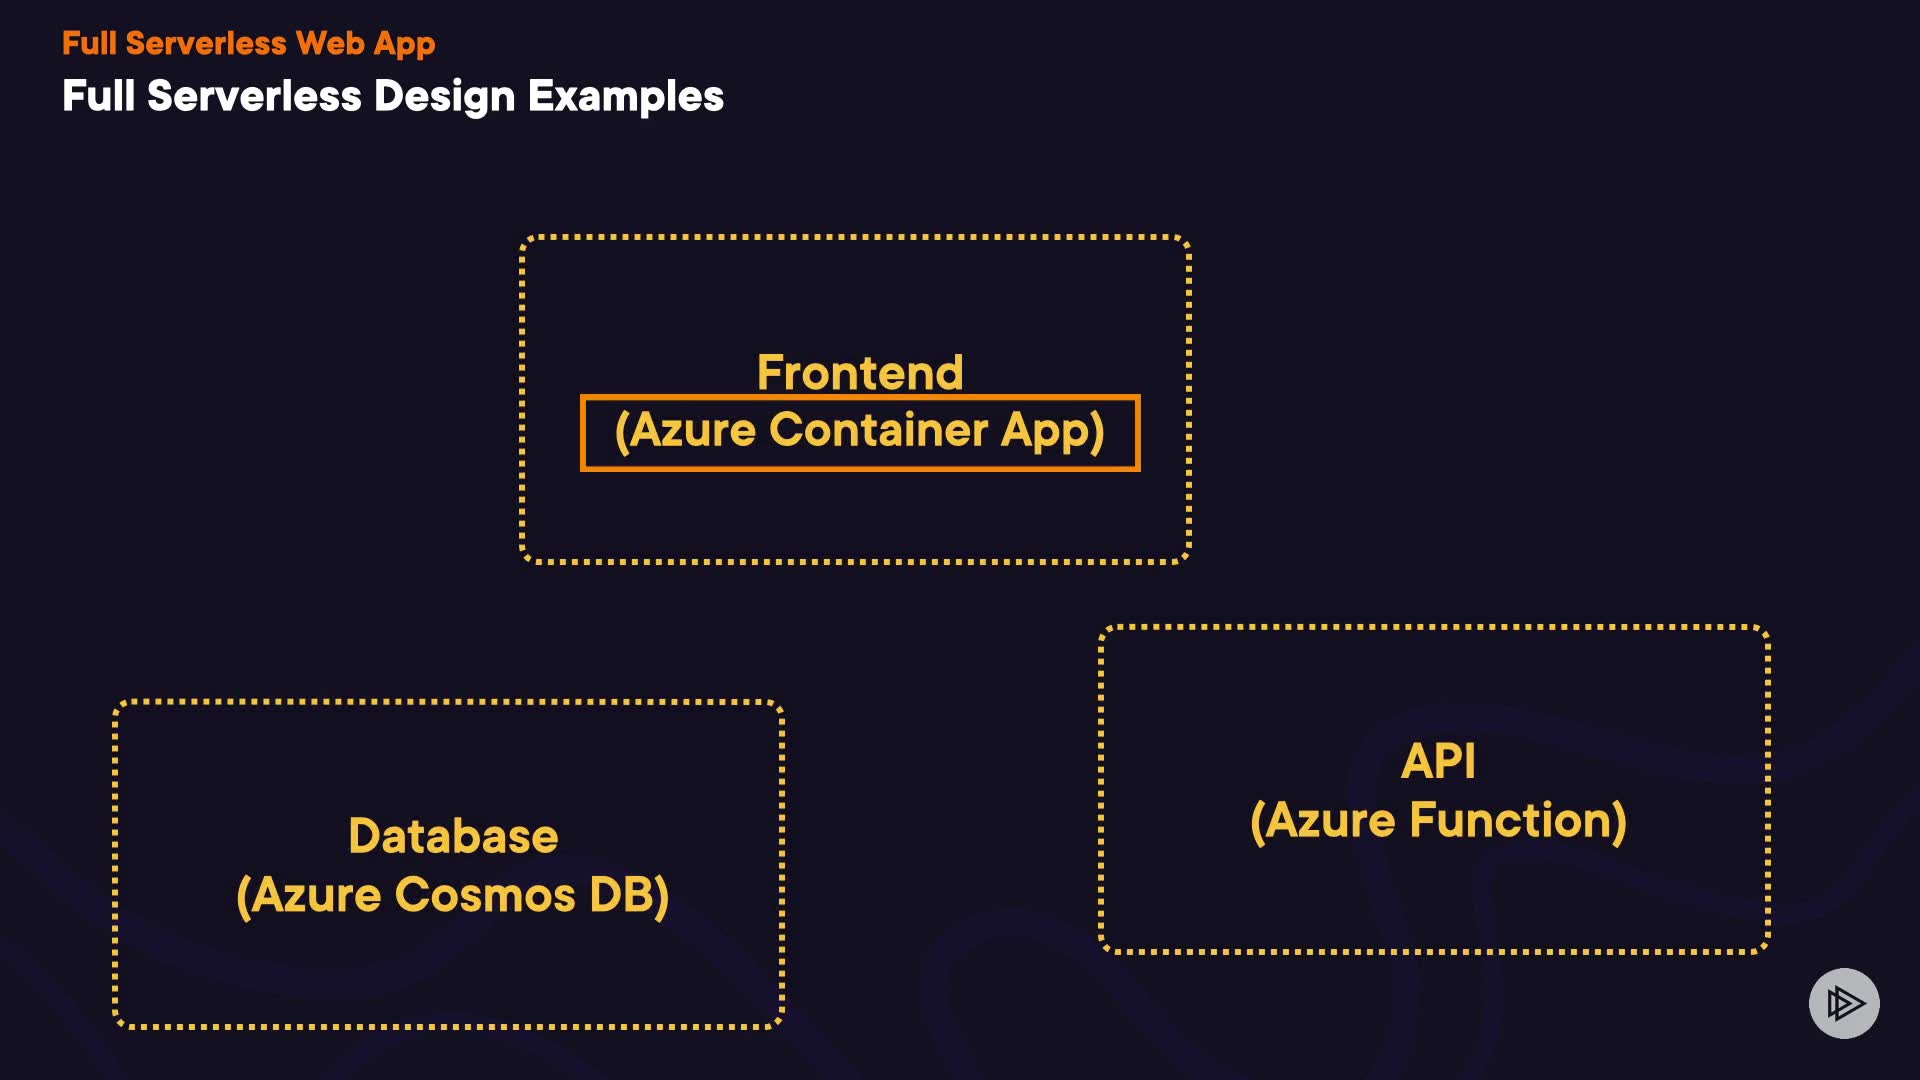 Full Serverless Web App
Full Serverless Design Examples
Frontend
(Azure Container App)
API
(Azure Function)
Database
(Azure Cosmos DB)